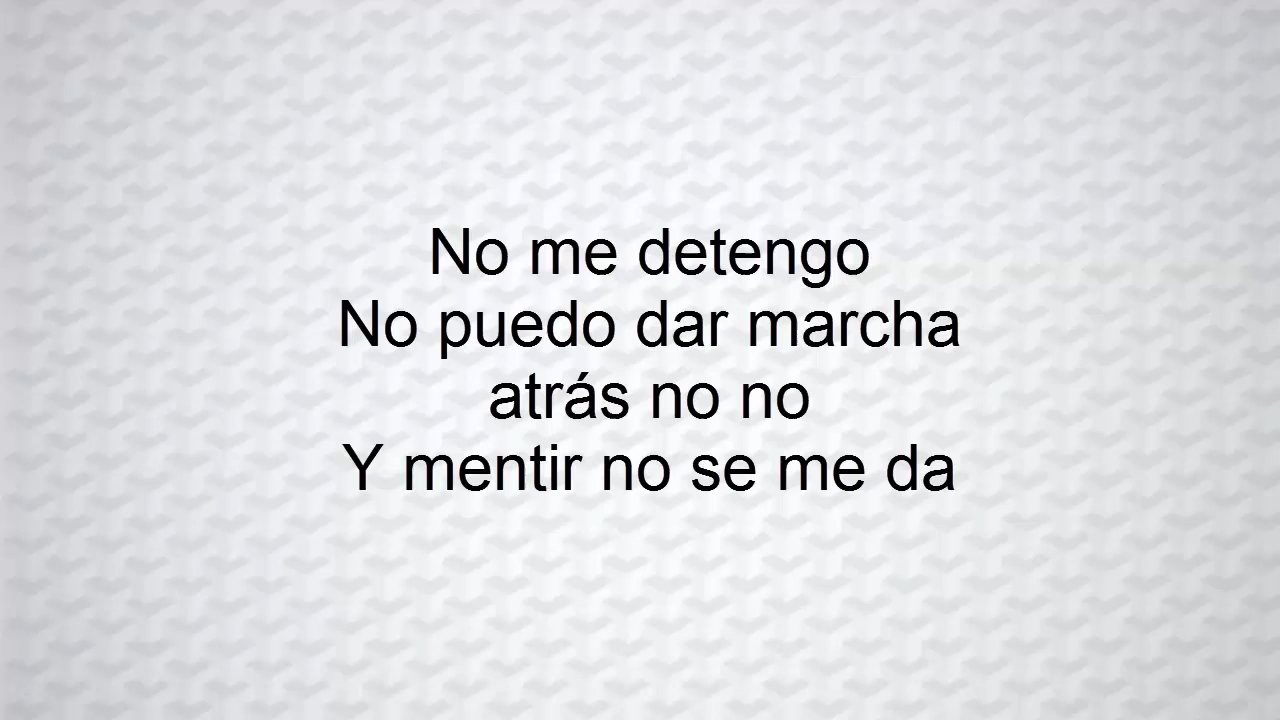 No me detengo
No puedo dar marcha
atrás no no
Y mentir no se me da